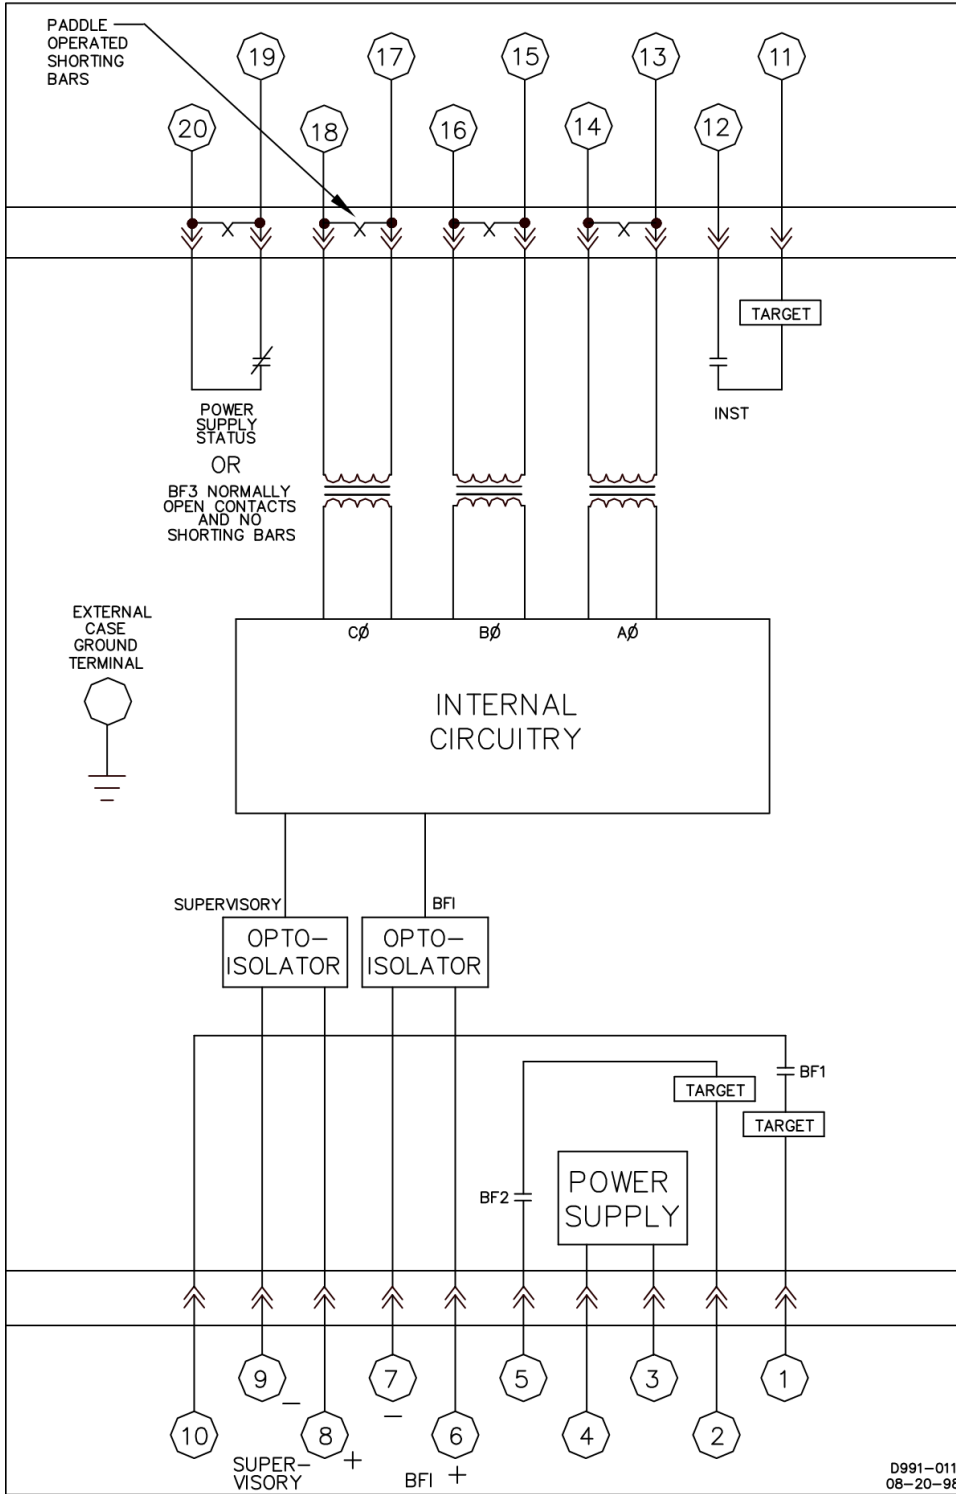 PADDLE
OPERATED
SHORTING
BARS
19
17
15
13
11
20
18
16
14
12
TARGET
POWER
SUPPLY
STATUS
OR
BF3 NORMALLY
OPEN CONTACTS
AND NO
SHORTING BARS
INST
EXTERNAL
CASE
GROUND
TERMINAL
CØ
BØ
AØ
INTERNAL
CIRCUITRY
SUPERVISORY
BFI
OPTO-
ISOLATOR
OPTO-
ISOLATOR
BF1
TARGET
TARGET
BF2
POWER
SUPPLY
9
7
5
3
1
10
8
6
4
2
−
−
SUPER-
VISORY
+
BFI +
D991-011
08-20-98